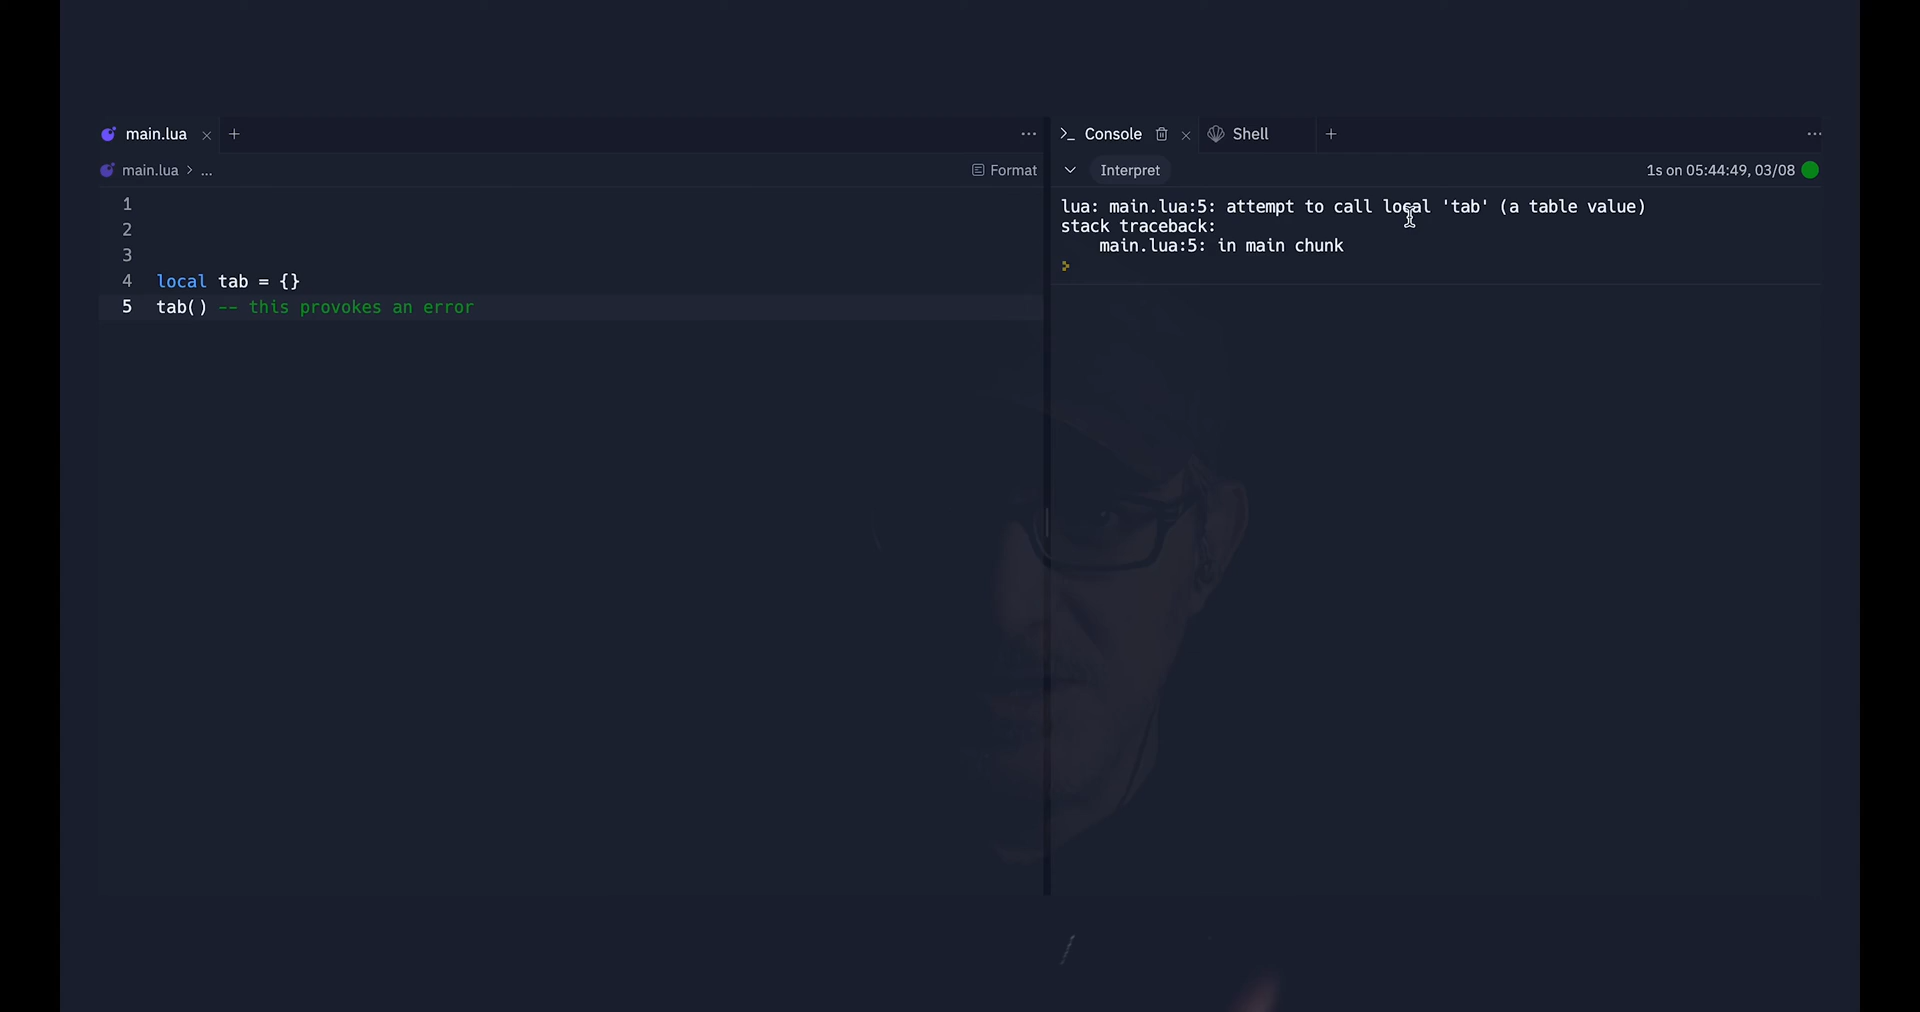 main.lua
Console
Shell
main.lua > ...
Format
Interpret
1s on 05:44:49, 03/08
1
2
3
4 local tab = {}
5 tab() -- this provokes an error
lua: main.lua:5: attempt to call local 'tab' (a table value)
stack traceback:
main.lua:5: in main chunk